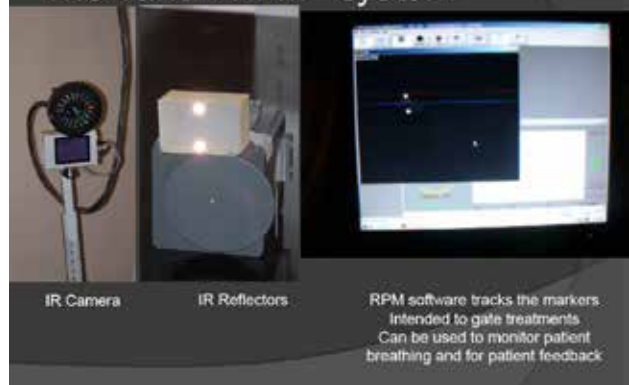 IR Camera
IR Reflectors
RPM software tracks the markers
Intended to gate treatments
Can be used to monitor patient
breathing and for patient feedback